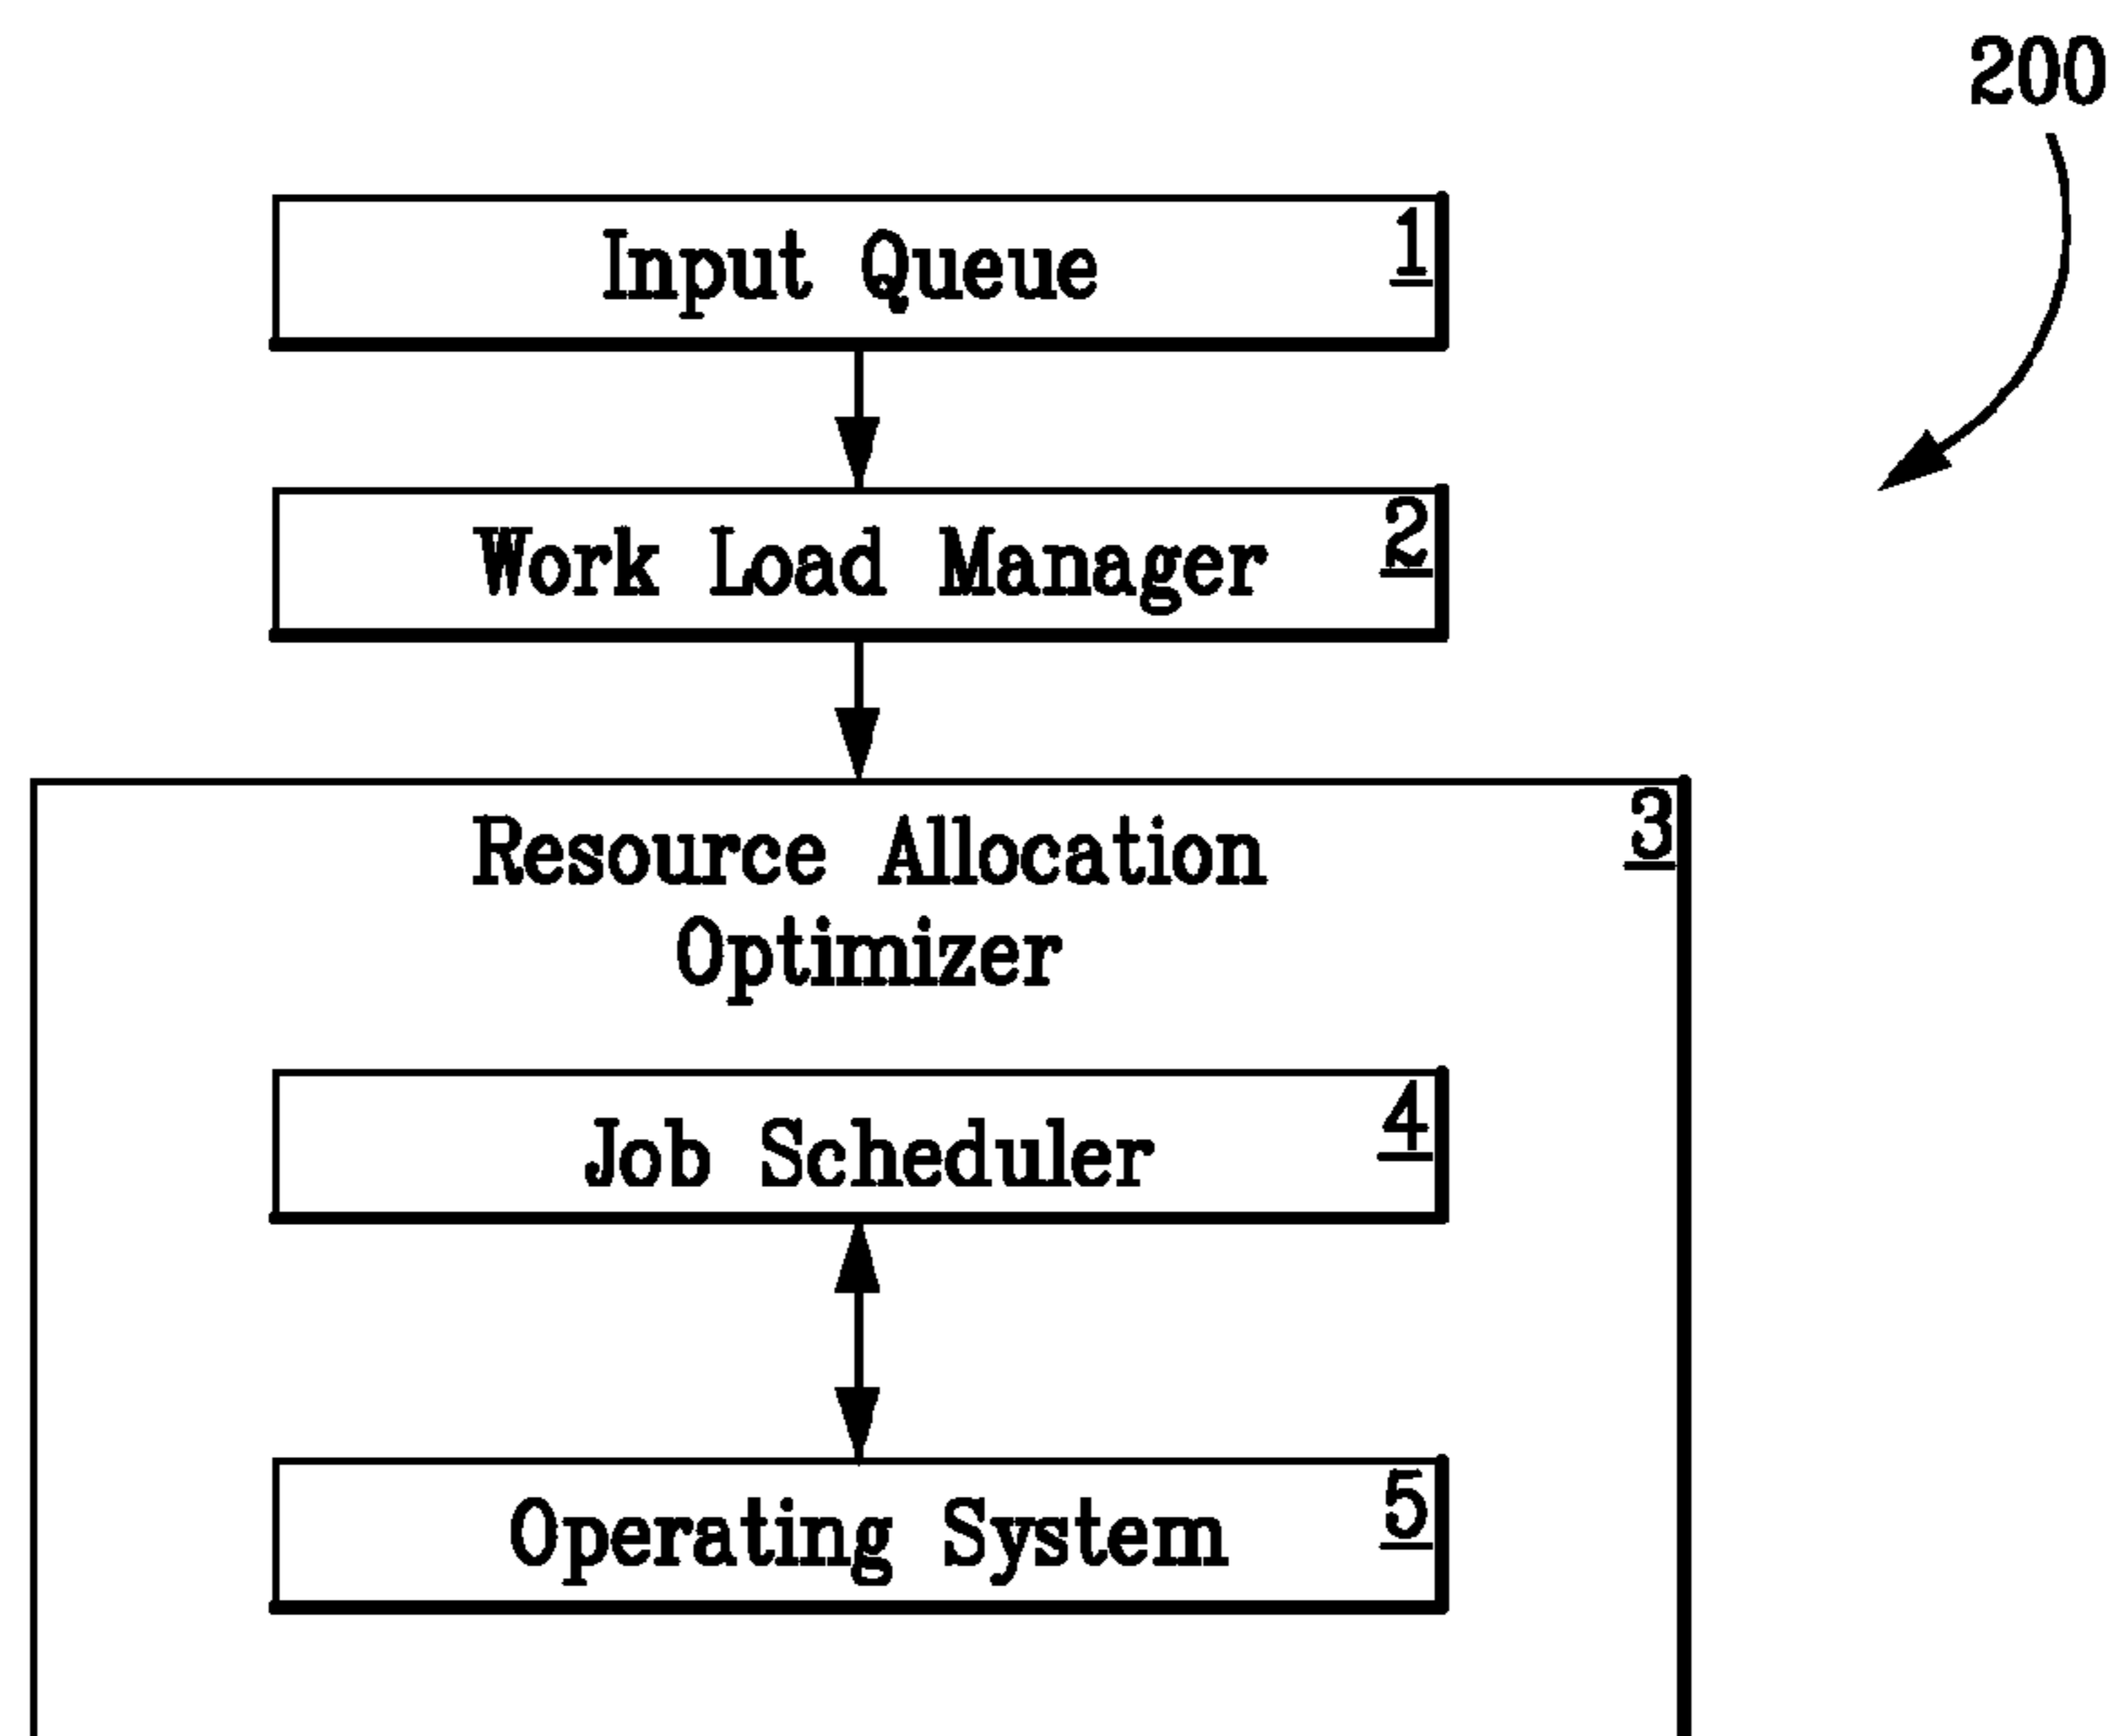 200
Input Queue 1
Work Load Manager 2
Resource Allocation 3
Optimizer
Job Scheduler 4
Operating System 5